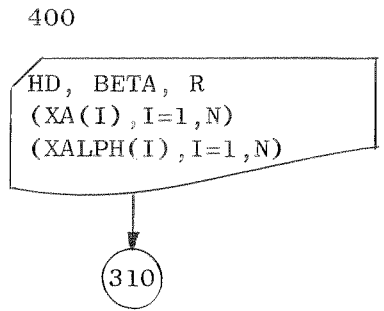 400
HD, BETA, R
(XA(I),I=1,N)
(XALPH(I),I=1,N)
310